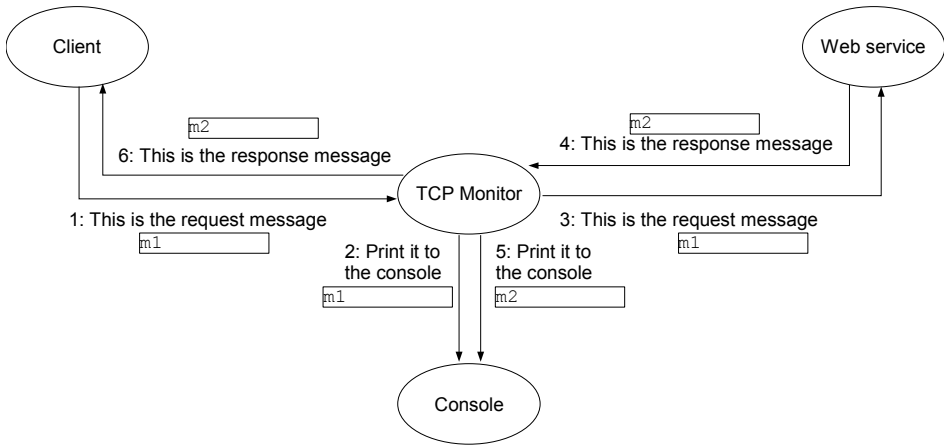 Client
Web service
m2
m2
6: This is the response message
4: This is the response message
TCP Monitor
1: This is the request message
m1
3: This is the request message
m1
2: Print it to
the console
m1
5: Print it to
the console
m2
Console